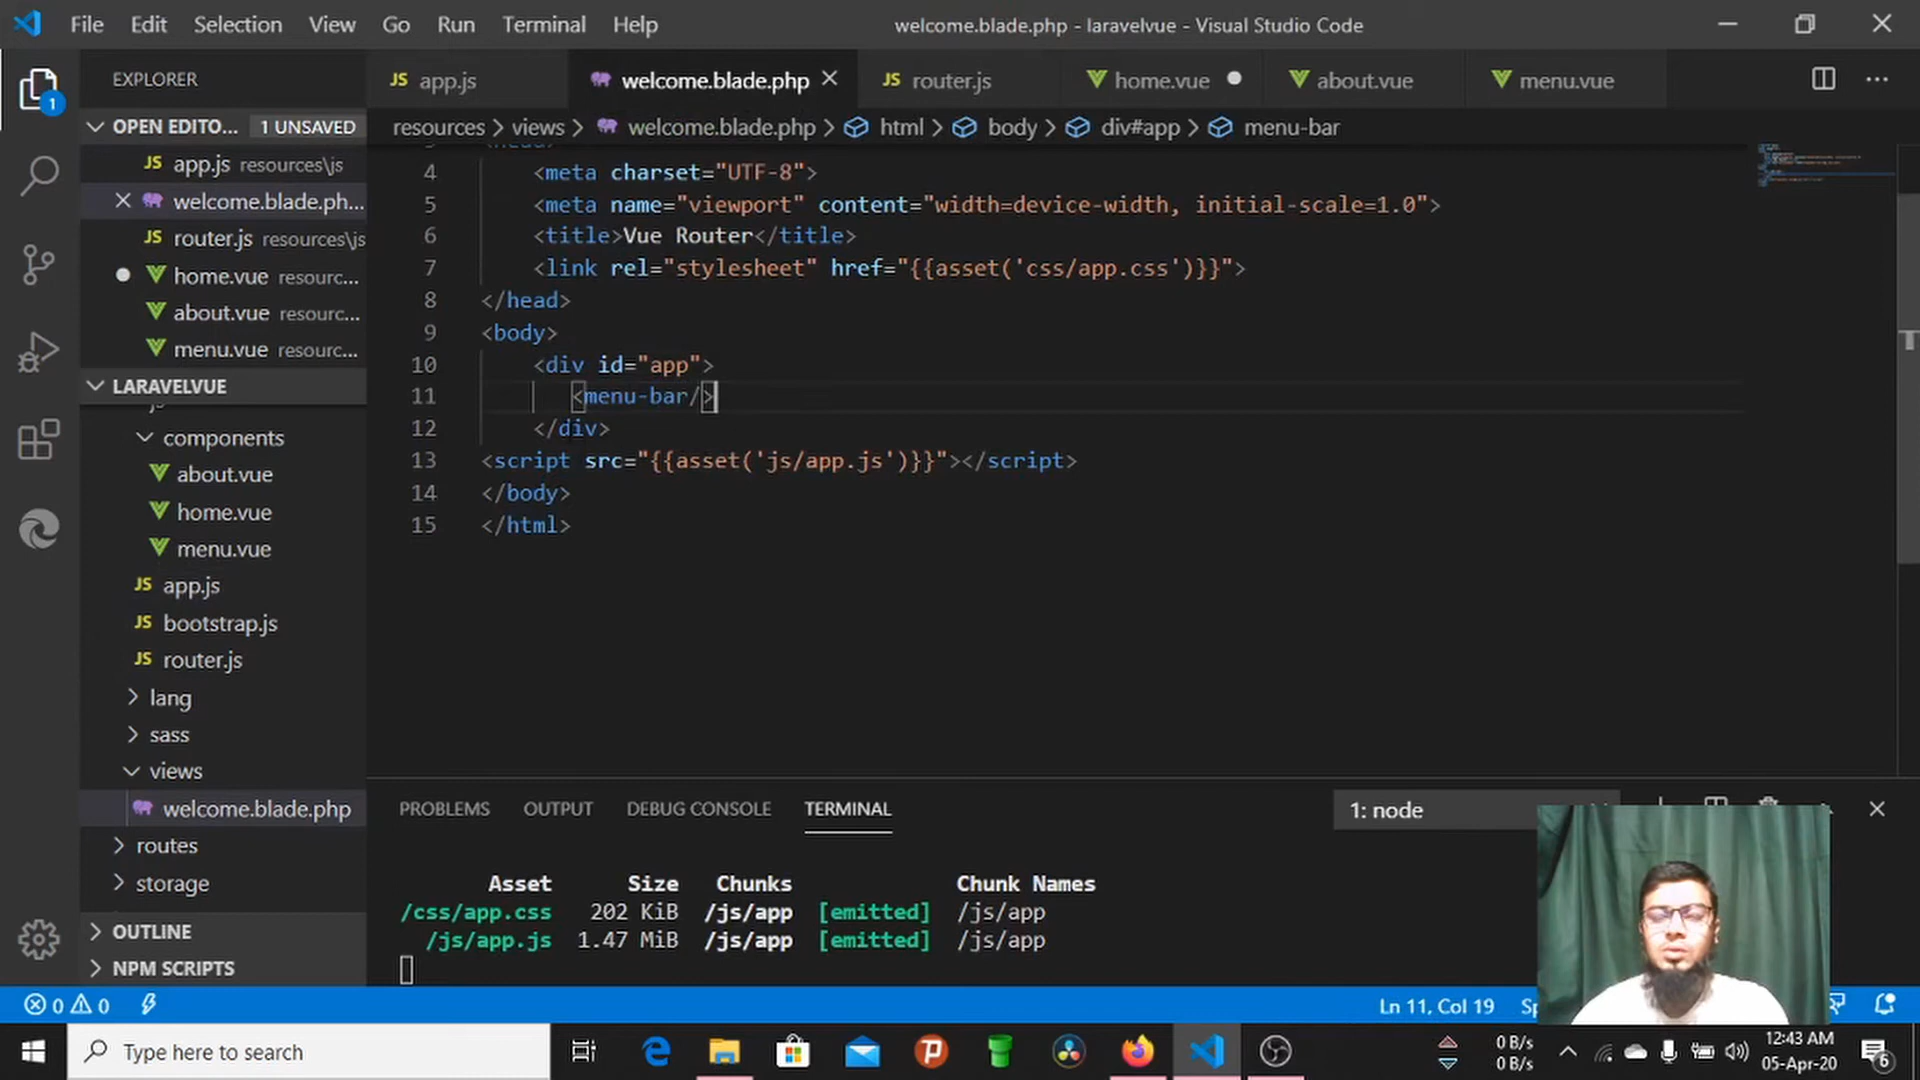 File Edit Selection View Go Run Terminal Help
welcome.blade.php - laravelvue - Visual Studio Code
EXPLORER
JS app.js
welcome.blade.php
JS router.js
home.vue
about.vue
menu.vue
1
OPEN EDITO... 1 UNSAVED
resources > views > welcome.blade.php > html > body > div#app > menu-bar
JS app.js resources\js
welcome.blade.ph...
JS router.js resources\js
home.vue resourc...
about.vue resourc...
menu.vue resourc...
LARAVELVUE
components
about.vue
home.vue
menu.vue
JS app.js
JS bootstrap.js
JS router.js
lang
sass
views
welcome.blade.php
routes
storage
OUTLINE
NPM SCRIPTS
4 <meta charset="UTF-8">
5 <meta name="viewport" content="width=device-width, initial-scale=1.0">
6 <title>Vue Router</title>
7 <link rel="stylesheet" href="{{asset('css/app.css')}}">
8 </head>
9 <body>
10 <div id="app">
11 <menu-bar/>
12 </div>
13 <script src="{{asset('js/app.js')}}"></script>
14 </body>
15 </html>
PROBLEMS OUTPUT DEBUG CONSOLE TERMINAL
1: node
Asset Size Chunks Chunk Names
/css/app.css 202 KiB /js/app [emitted] /js/app
/js/app.js 1.47 MiB /js/app [emitted] /js/app
0 0
Ln 11, Col 19
Type here to search
0 B/s
0 B/s
12:43 AM
05-Apr-20
6